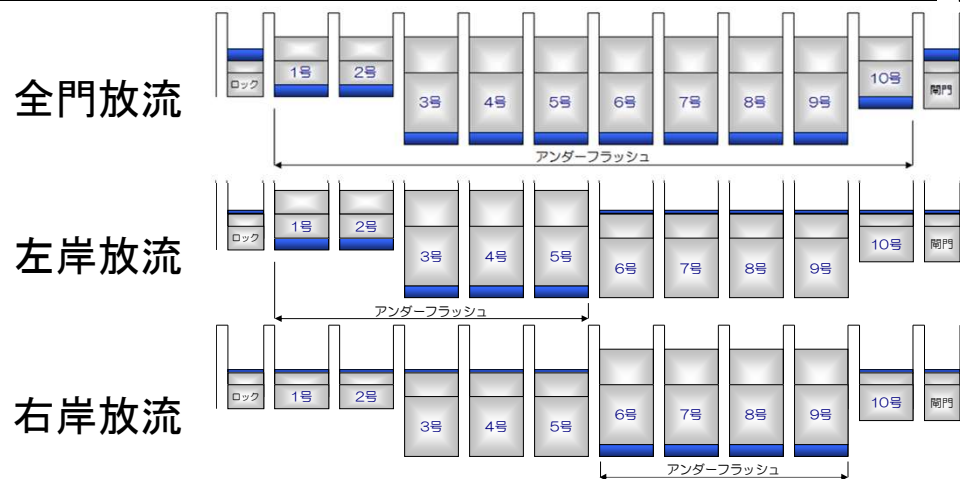 全門放流
ロック 1号 2号 3号 4号 5号 6号 7号 8号 9号 10号 閘門
アンダーフラッシュ
左岸放流
ロック 1号 2号 3号 4号 5号 6号 7号 8号 9号 10号 閘門
アンダーフラッシュ
右岸放流
ロック 1号 2号 3号 4号 5号 6号 7号 8号 9号 10号 閘門
アンダーフラッシュ